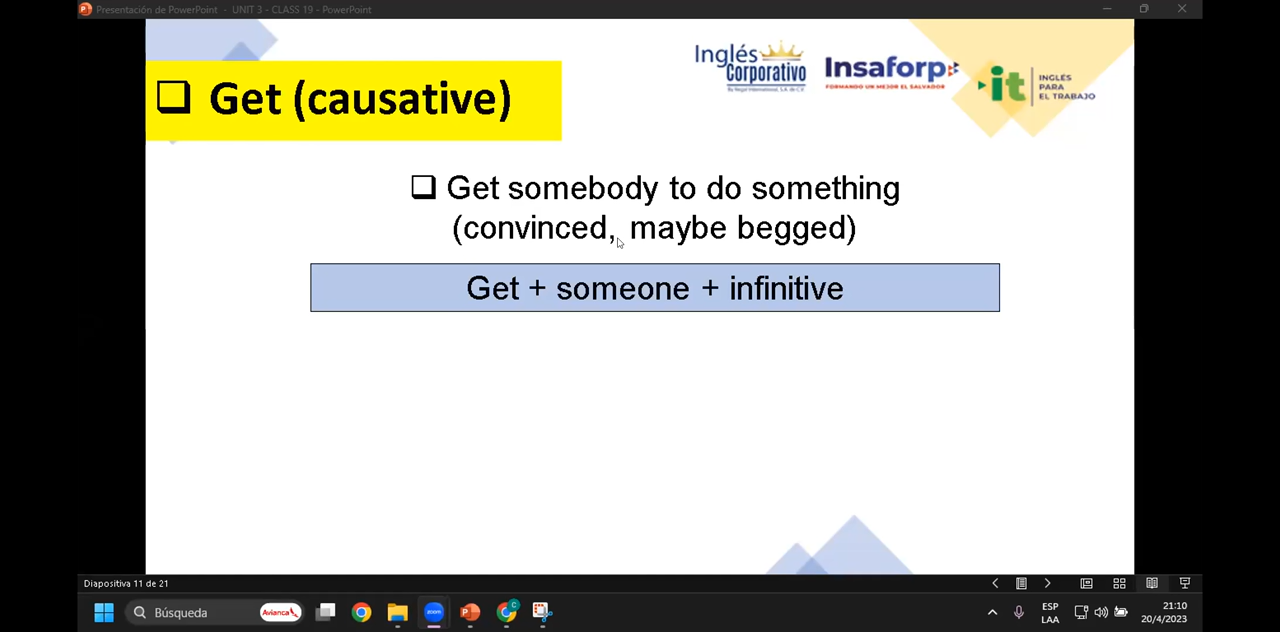 Presentación de PowerPoint - UNIT 3 - CLASS 19 - PowerPoint
Inglés
Corporativo
Insaforp
FORMANDO UN MEJOR EL SALVADOR
it
INGLÉS
PARA
EL TRABAJO
Get (causative)
Get somebody to do something
(convinced, maybe begged)
Get + someone + infinitive
Diapositiva 11 de 21
Búsqueda
Avianca
zoom
ESP
LAA
21:10
20/4/2023